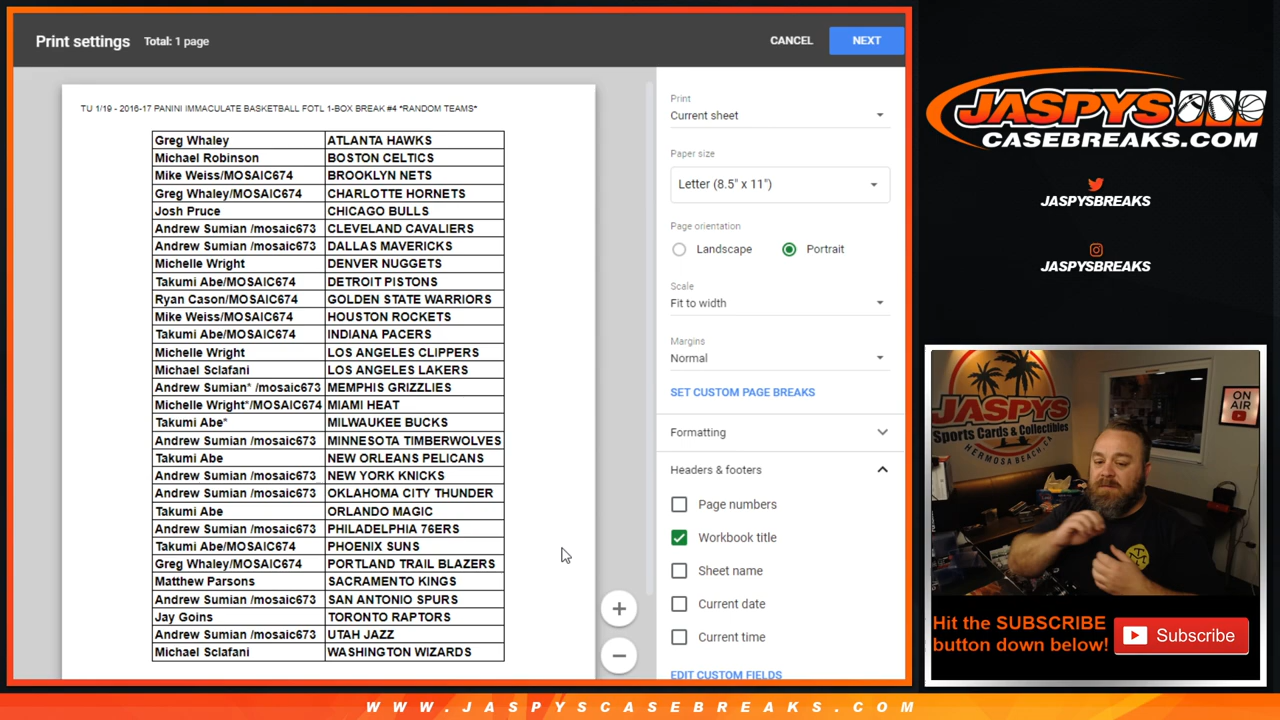 Print settings Total: 1 page CANCEL NEXT
TU 1/19 - 2016-17 PANINI IMMACULATE BASKETBALL FOTL 1-BOX BREAK #4 *RANDOM TEAMS*
Greg Whaley ATLANTA HAWKS
Michael Robinson BOSTON CELTICS
Mike Weiss/MOSAIC674 BROOKLYN NETS
Greg Whaley/MOSAIC674 CHARLOTTE HORNETS
Josh Pruce CHICAGO BULLS
Andrew Sumian /mosaic673 CLEVELAND CAVALIERS
Andrew Sumian /mosaic673 DALLAS MAVERICKS
Michelle Wright DENVER NUGGETS
Takumi Abe/MOSAIC674 DETROIT PISTONS
Ryan Cason/MOSAIC674 GOLDEN STATE WARRIORS
Mike Weiss/MOSAIC674 HOUSTON ROCKETS
Takumi Abe/MOSAIC674 INDIANA PACERS
Michelle Wright LOS ANGELES CLIPPERS
Michael Sclafani LOS ANGELES LAKERS
Andrew Sumian* /mosaic673 MEMPHIS GRIZZLIES
Michelle Wright*/MOSAIC674 MIAMI HEAT
Takumi Abe* MILWAUKEE BUCKS
Andrew Sumian /mosaic673 MINNESOTA TIMBERWOLVES
Takumi Abe NEW ORLEANS PELICANS
Andrew Sumian /mosaic673 NEW YORK KNICKS
Andrew Sumian /mosaic673 OKLAHOMA CITY THUNDER
Takumi Abe ORLANDO MAGIC
Andrew Sumian /mosaic673 PHILADELPHIA 76ERS
Takumi Abe/MOSAIC674 PHOENIX SUNS
Greg Whaley/MOSAIC674 PORTLAND TRAIL BLAZERS
Matthew Parsons SACRAMENTO KINGS
Andrew Sumian /mosaic673 SAN ANTONIO SPURS
Jay Goins TORONTO RAPTORS
Andrew Sumian /mosaic673 UTAH JAZZ
Michael Sclafani WASHINGTON WIZARDS
Print
Current sheet
Paper size
Letter (8.5" x 11")
Page orientation
Landscape Portrait
Scale
Fit to width
Margins
Normal
SET CUSTOM PAGE BREAKS
Formatting
Headers & footers
Page numbers
Workbook title
Sheet name
Current date
Current time
EDIT CUSTOM FIELDS
JASPYS
CASEBREAKS.COM
JASPYSBREAKS
JASPYSBREAKS
JASPYS
Sports Cards & Collectibles
HERMOSA BEACH, CA
ON
AIR
Hit the SUBSCRIBE
button down below!
Subscribe
WWW.JASPYSCASEBREAKS.COM